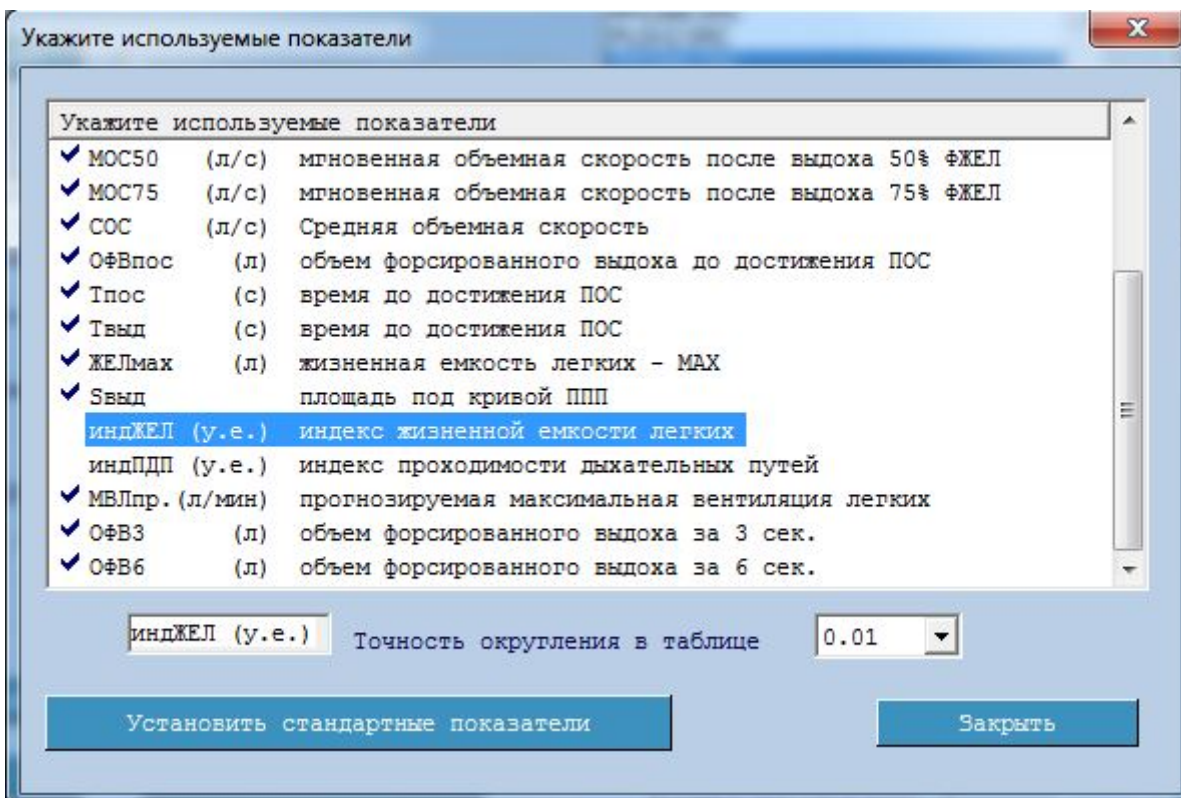 Укажите используемые показатели
Укажите используемые показатели
МОС50 (л/с) мгновенная объемная скорость после выдоха 50% ФЖЕЛ
МОС75 (л/с) мгновенная объемная скорость после выдоха 75% ФЖЕЛ
СОС (л/с) Средняя объемная скорость
ОФВпос (л) объем форсированного выдоха до достижения ПОС
Тпос (с) время до достижения ПОС
Твыд (с) время до достижения ПОС
ЖЕЛмах (л) жизненная емкость легких - МАХ
Sвыд площадь под кривой ППП
индЖЕЛ (у.е.) индекс жизненной емкости легких
индПДП (у.е.) индекс проходимости дыхательных путей
МВЛпр.(л/мин) прогнозируемая максимальная вентиляция легких
ОФВ3 (л) объем форсированного выдоха за 3 сек.
ОФВ6 (л) объем форсированного выдоха за 6 сек.
индЖЕЛ (у.е.) Точность округления в таблице 0.01
Установить стандартные показатели Закрыть